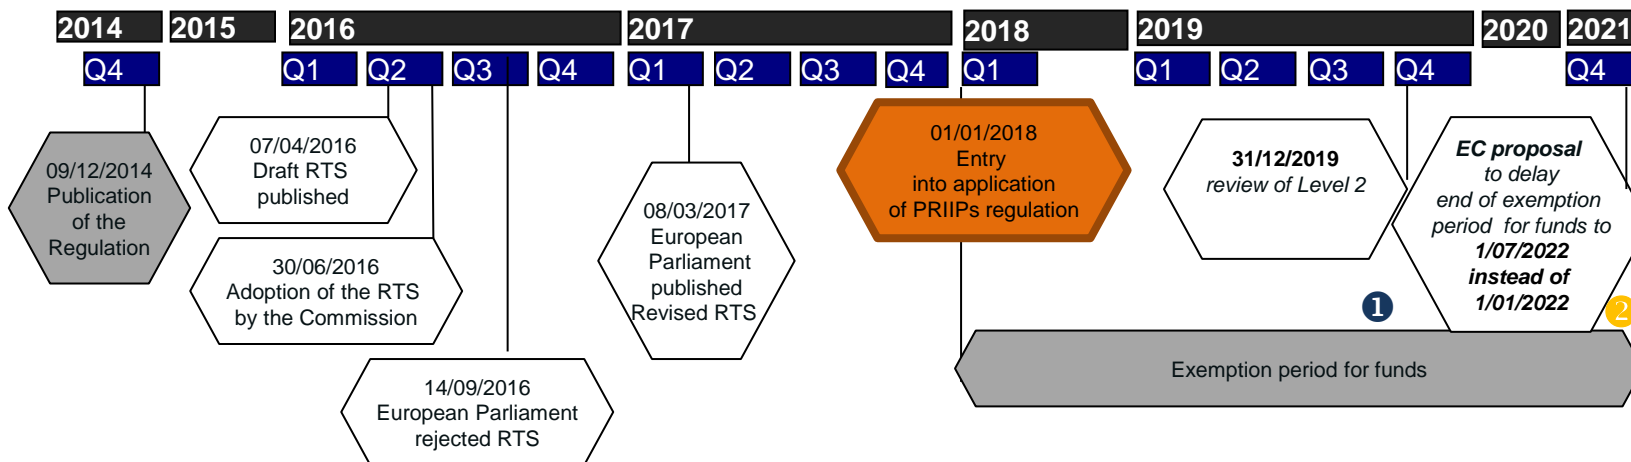 2014 2015 2016 2017 2018 2019 2020 2021
Q4 Q1 Q2 Q3 Q4 Q1 Q2 Q3 Q4 Q1 Q1 Q2 Q3 Q4 Q4
09/12/2014
Publication
of the
Regulation
07/04/2016
Draft RTS
published
30/06/2016
Adoption of the RTS
by the Commission
14/09/2016
European Parliament
rejected RTS
08/03/2017
European
Parliament
published
Revised RTS
01/01/2018
Entry
into application
of PRIIPs regulation
31/12/2019
review of Level 2
EC proposal
to delay
end of exemption
period for funds to
1/07/2022
instead of
1/01/2022
❶
❷
Exemption period for funds